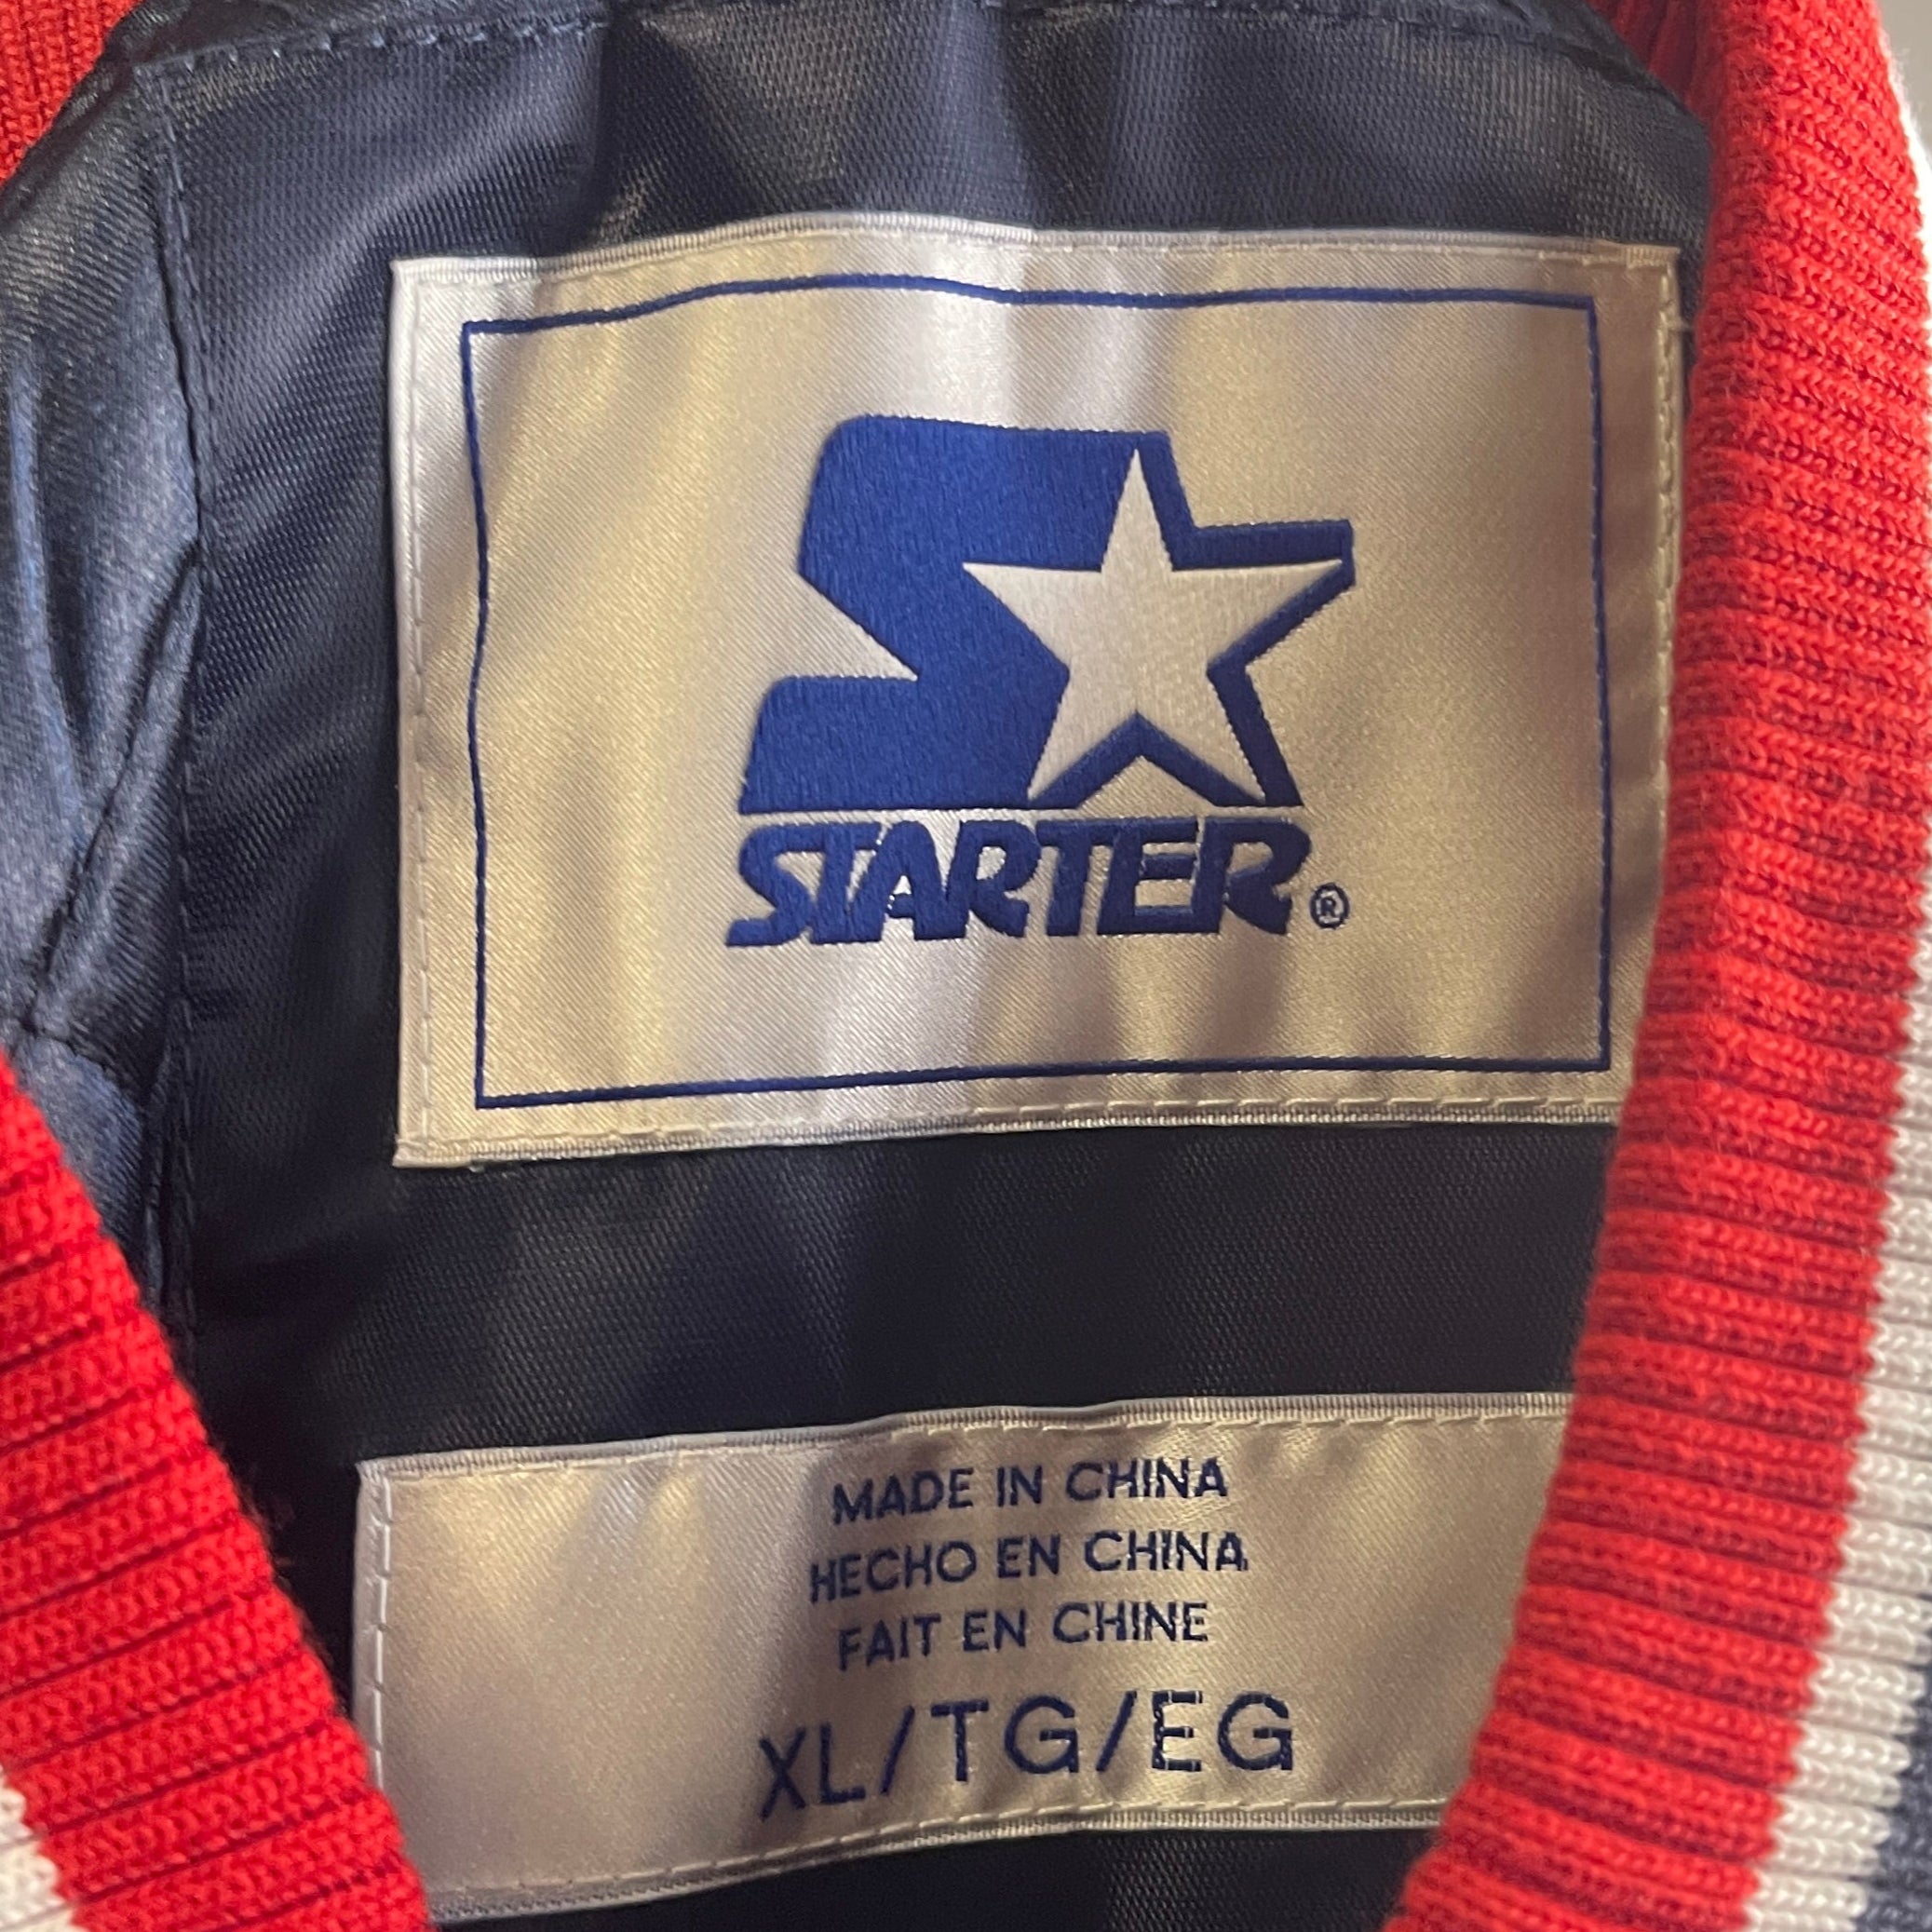 STARTER®
MADE IN CHINA
HECHO EN CHINA
FAIT EN CHINE
XL/TG/EG